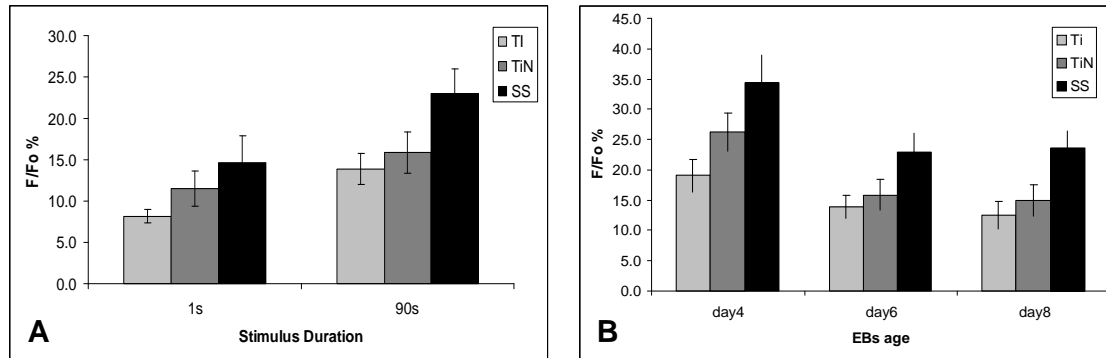 30.0
25.0
20.0
15.0
10.0
5.0
0.0
F/Fo %
TI
TiN
SS
1s
90s
Stimulus Duration
A
45.0
40.0
35.0
30.0
25.0
20.0
15.0
10.0
5.0
0.0
F/Fo %
Ti
TiN
SS
day4
day6
day8
EBs age
B